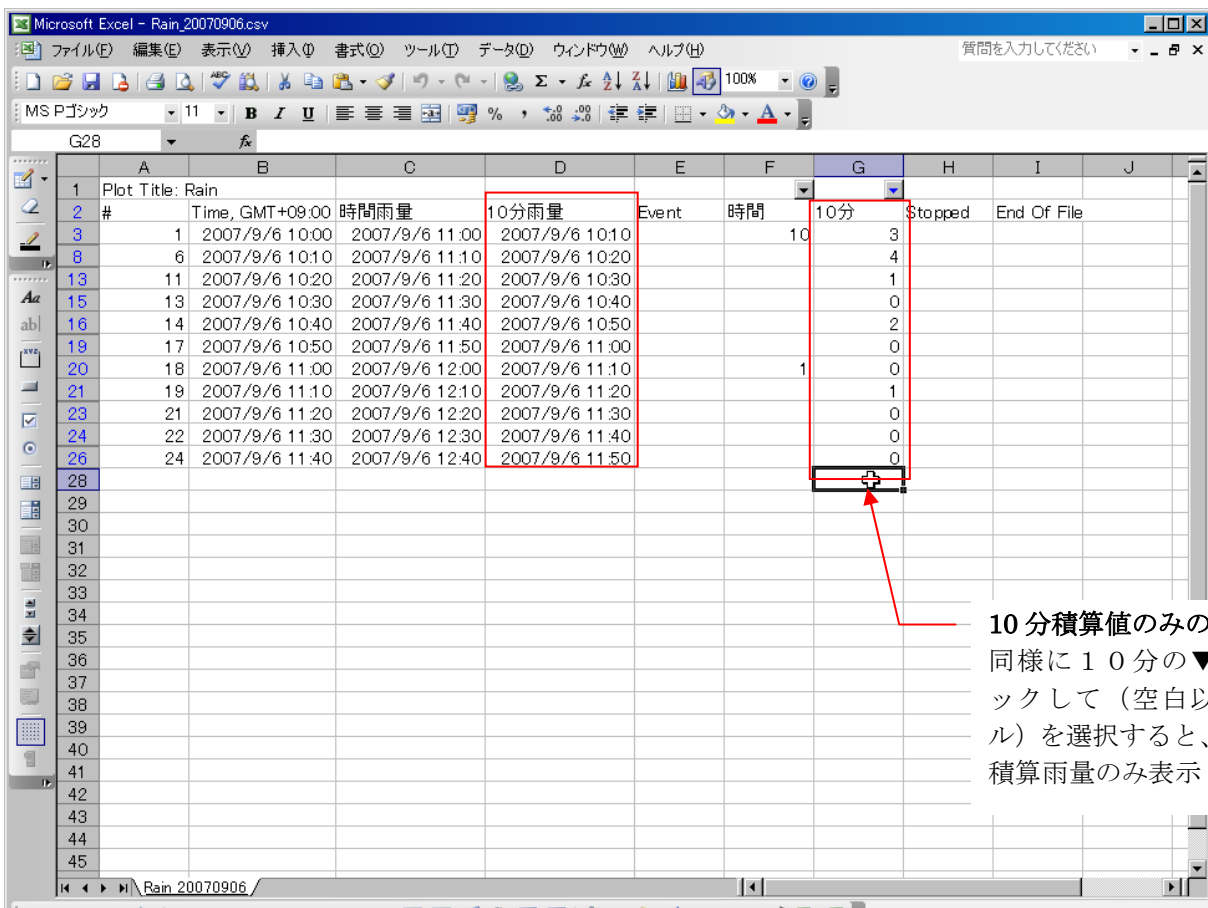 Microsoft Excel - Rain_20070906.csv
ファイル(F) 編集(E) 表示(V) 挿入(I) 書式(O) ツール(T) データ(D) ウィンドウ(W) ヘルプ(H) 質問を入力してください
100%
MS Pゴシック 11 B I U
G28 fx
A B C D E F G H I J
1 Plot Title: Rain
2 # Time, GMT+09:00 時間雨量 10分雨量 Event 時間 10分 Stopped End Of File
3 1 2007/9/6 10:00 2007/9/6 11:00 2007/9/6 10:10 10 3
8 6 2007/9/6 10:10 2007/9/6 11:10 2007/9/6 10:20 4
13 11 2007/9/6 10:20 2007/9/6 11:20 2007/9/6 10:30 1
15 13 2007/9/6 10:30 2007/9/6 11:30 2007/9/6 10:40 0
16 14 2007/9/6 10:40 2007/9/6 11:40 2007/9/6 10:50 2
19 17 2007/9/6 10:50 2007/9/6 11:50 2007/9/6 11:00 0
20 18 2007/9/6 11:00 2007/9/6 12:00 2007/9/6 11:10 1 0
21 19 2007/9/6 11:10 2007/9/6 12:10 2007/9/6 11:20 1
23 21 2007/9/6 11:20 2007/9/6 12:20 2007/9/6 11:30 0
24 22 2007/9/6 11:30 2007/9/6 12:30 2007/9/6 11:40 0
26 24 2007/9/6 11:40 2007/9/6 12:40 2007/9/6 11:50 0
28
29
30
31
32
33
34
35
36
37
38
39
40
41
42
43
44
45
10 分積算値のみの
同様に１０分の▼
ックして（空白以
ル）を選択すると、
積算雨量のみ表示
Rain_20070906